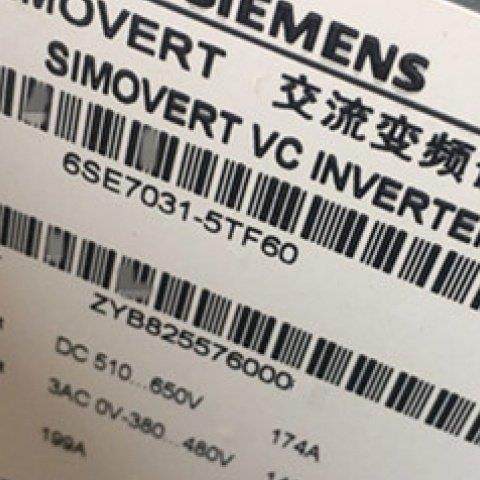 SIEMENS
SIMOVERT 交流变频
SIMOVERT VC INVERTER
6SE7031-5TF60
ZYB825576000
DC 510...650V 174A
3AC 0V-380...480V
199A